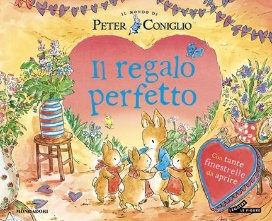 IL MONDO DI
PETER CONIGLIO
Il regalo
perfetto
Con tante
finestrelle
da aprire
MONDADORI